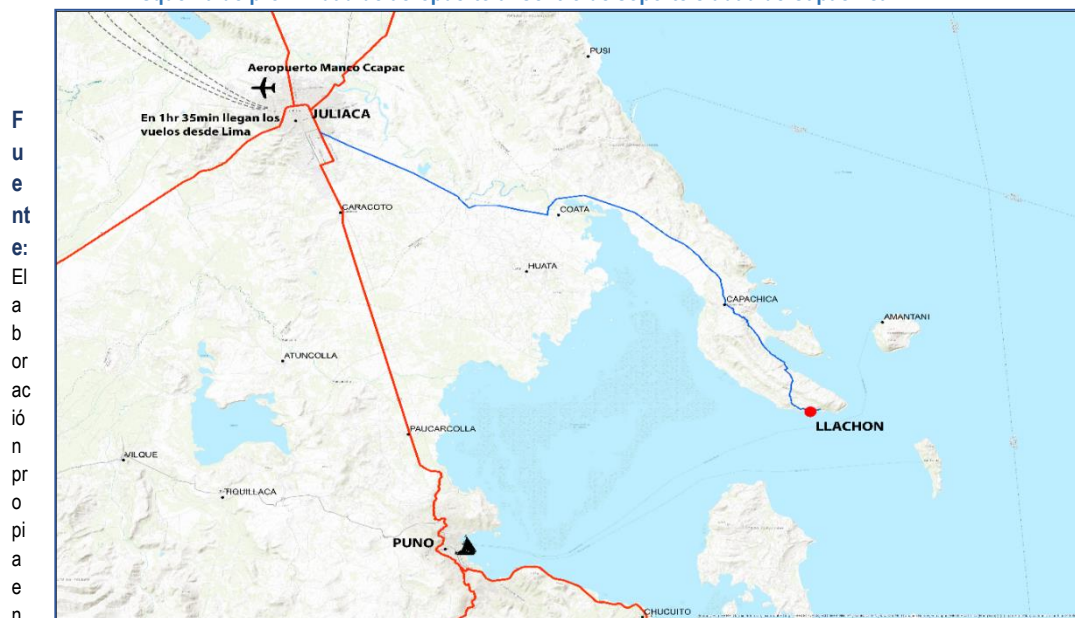 PUSI
Aeropuerto Manco Ccapac
En 1hr 35min llegan los
vuelos desde Lima
JULIACA
CARACOTO
COATA
HUATA
CAPACHICA
AMANTANI
ATUNCOLLA
LLACHON
PAUCARCOLLA
VILQUE
TIQUILLACA
PUNO
CHUCUITO
F
u
e
nt
e:
El
a
b
or
ac
ió
n
pr
o
pi
a
e
n